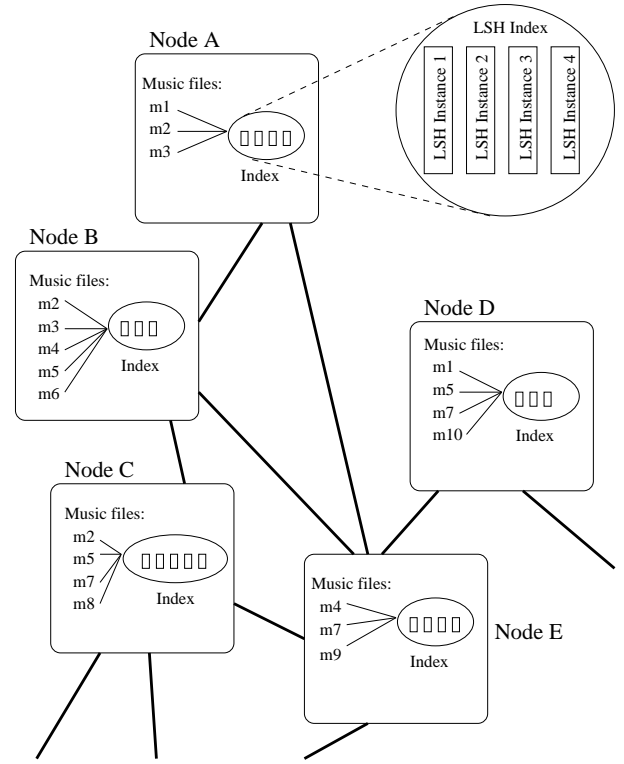 Node A
Music files:
m1
m2
m3
Index
LSH Index
LSH Instance 1
LSH Instance 2
LSH Instance 3
LSH Instance 4
Node B
Music files:
m2
m3
m4
m5
m6
Index
Node D
Music files:
m1
m5
m7
m10
Index
Node C
Music files:
m2
m5
m7
m8
Index
Music files:
m4
m7
m9
Index
Node E